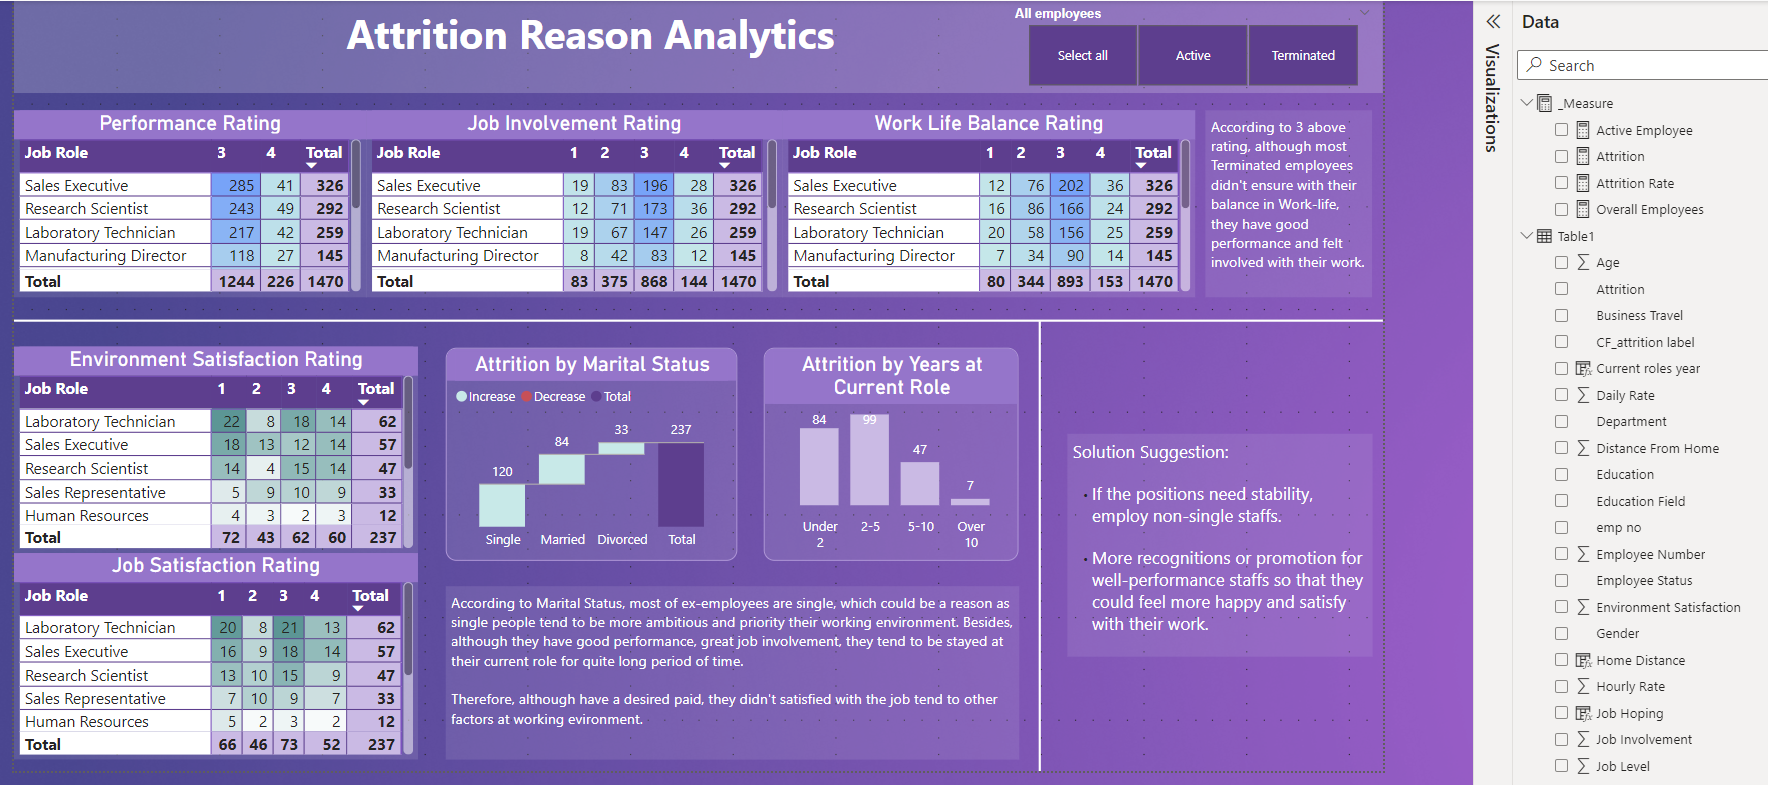 Attrition Reason Analytics
All employees
Select all Active Terminated
Performance Rating
Job Role 3 4 Total
Sales Executive 285 41 326
Research Scientist 243 49 292
Laboratory Technician 217 42 259
Manufacturing Director 118 27 145
Total 1244 226 1470
Job Involvement Rating
Job Role 1 2 3 4 Total
Sales Executive 19 83 196 28 326
Research Scientist 12 71 173 36 292
Laboratory Technician 19 67 147 26 259
Manufacturing Director 8 42 83 12 145
Total 83 375 868 144 1470
Work Life Balance Rating
Job Role 1 2 3 4 Total
Sales Executive 12 76 202 36 326
Research Scientist 16 86 166 24 292
Laboratory Technician 20 58 156 25 259
Manufacturing Director 7 34 90 14 145
Total 80 344 893 153 1470
According to 3 above
rating, although most
Terminated employees
didn't ensure with their
balance in Work-life,
they have good
performance and felt
involved with their work.
Environment Satisfaction Rating
Job Role 1 2 3 4 Total
Laboratory Technician 22 8 18 14 62
Sales Executive 18 13 12 14 57
Research Scientist 14 4 15 14 47
Sales Representative 5 9 10 9 33
Human Resources 4 3 2 3 12
Total 72 43 62 60 237
Job Satisfaction Rating
Job Role 1 2 3 4 Total
Laboratory Technician 20 8 21 13 62
Sales Executive 16 9 18 14 57
Research Scientist 13 10 15 9 47
Sales Representative 7 10 9 7 33
Human Resources 5 2 3 2 12
Total 66 46 73 52 237
Attrition by Marital Status
Increase Decrease Total
120 84 33 237
Single Married Divorced Total
Attrition by Years at
Current Role
84 99 47 7
Under 2-5 5-10 Over
2 10
According to Marital Status, most of ex-employees are single, which could be a reason as
single people tend to be more ambitious and priority their working environment. Besides,
although they have good performance, great job involvement, they tend to be stayed at
their current role for quite long period of time.
Therefore, although have a desired paid, they didn't satisfied with the job tend to other
factors at working evironment.
Solution Suggestion:
· If the positions need stability,
employ non-single staffs.
· More recognitions or promotion for
well-performance staffs so that they
could feel more happy and satisfy
with their work.
Visualizations
Data
Search
_Measure
Active Employee
Attrition
Attrition Rate
Overall Employees
Table1
Age
Attrition
Business Travel
CF_attrition label
Current roles year
Daily Rate
Department
Distance From Home
Education
Education Field
emp no
Employee Number
Employee Status
Environment Satisfaction
Gender
Home Distance
Hourly Rate
Job Hoping
Job Involvement
Job Level